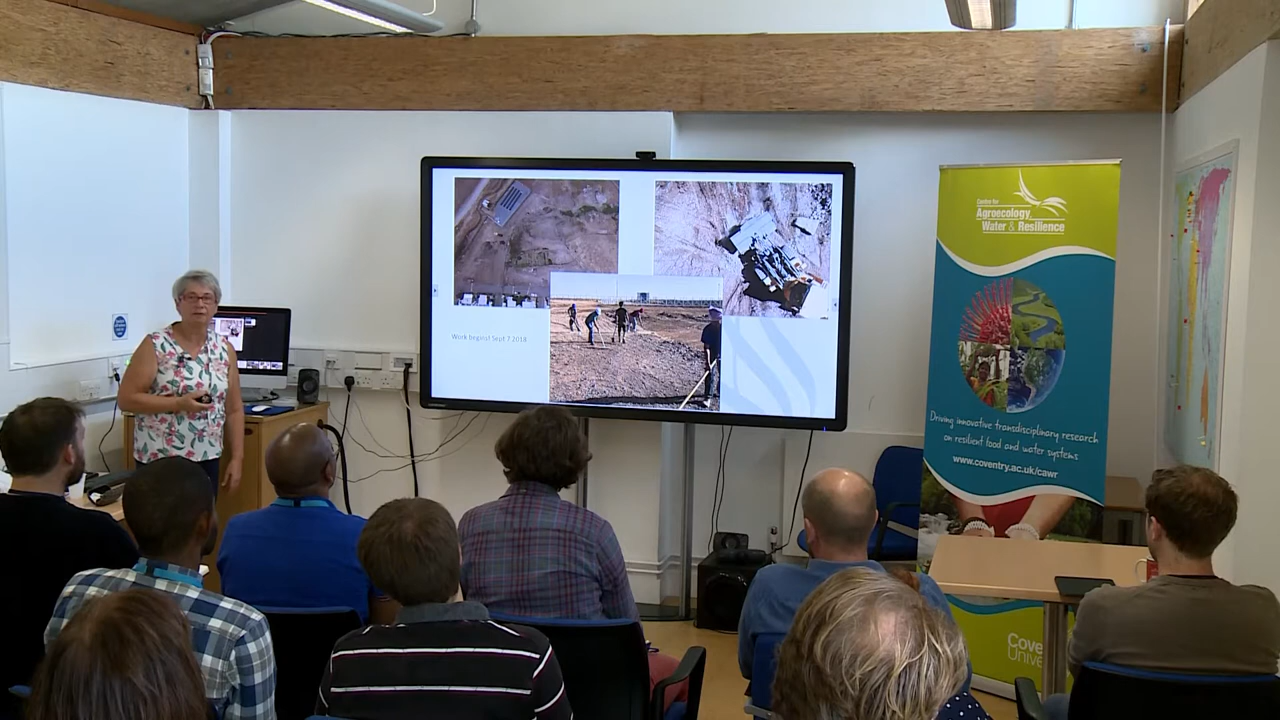 Work begins! Sept 7 2018
Centre for
Agroecology,
Water & Resilience
Driving innovative transdisciplinary research
on resilient food and water systems
www.coventry.ac.uk/cawr
Cove
Unive